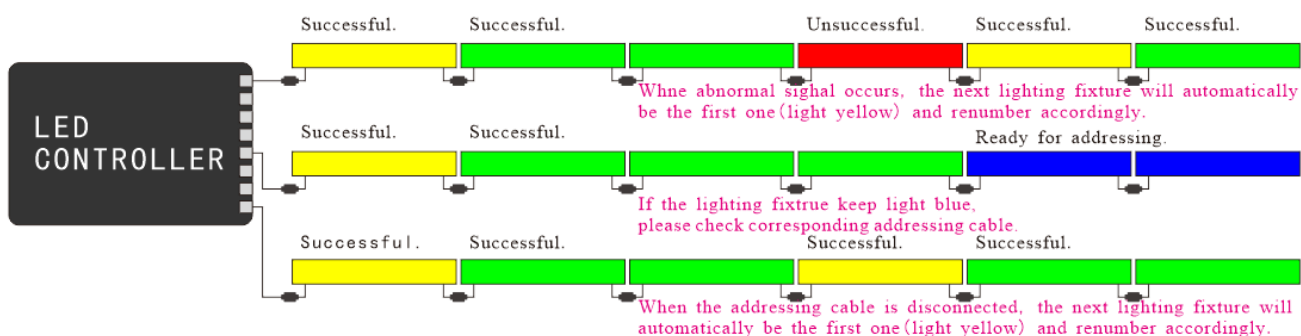 Successful. Successful. Unsuccessful. Successful. Successful.
Whne abnormal sighal occurs, the next lighting fixture will automatically
be the first one(light yellow) and renumber accordingly.
LED
CONTROLLER
Successful. Successful. Ready for addressing.
If the lighting fixtrue keep light blue,
please check corresponding addressing cable.
Successful. Successful. Successful. Successful.
When the addressing cable is disconnected, the next lighting fixture will
automatically be the first one(light yellow) and renumber accordingly.